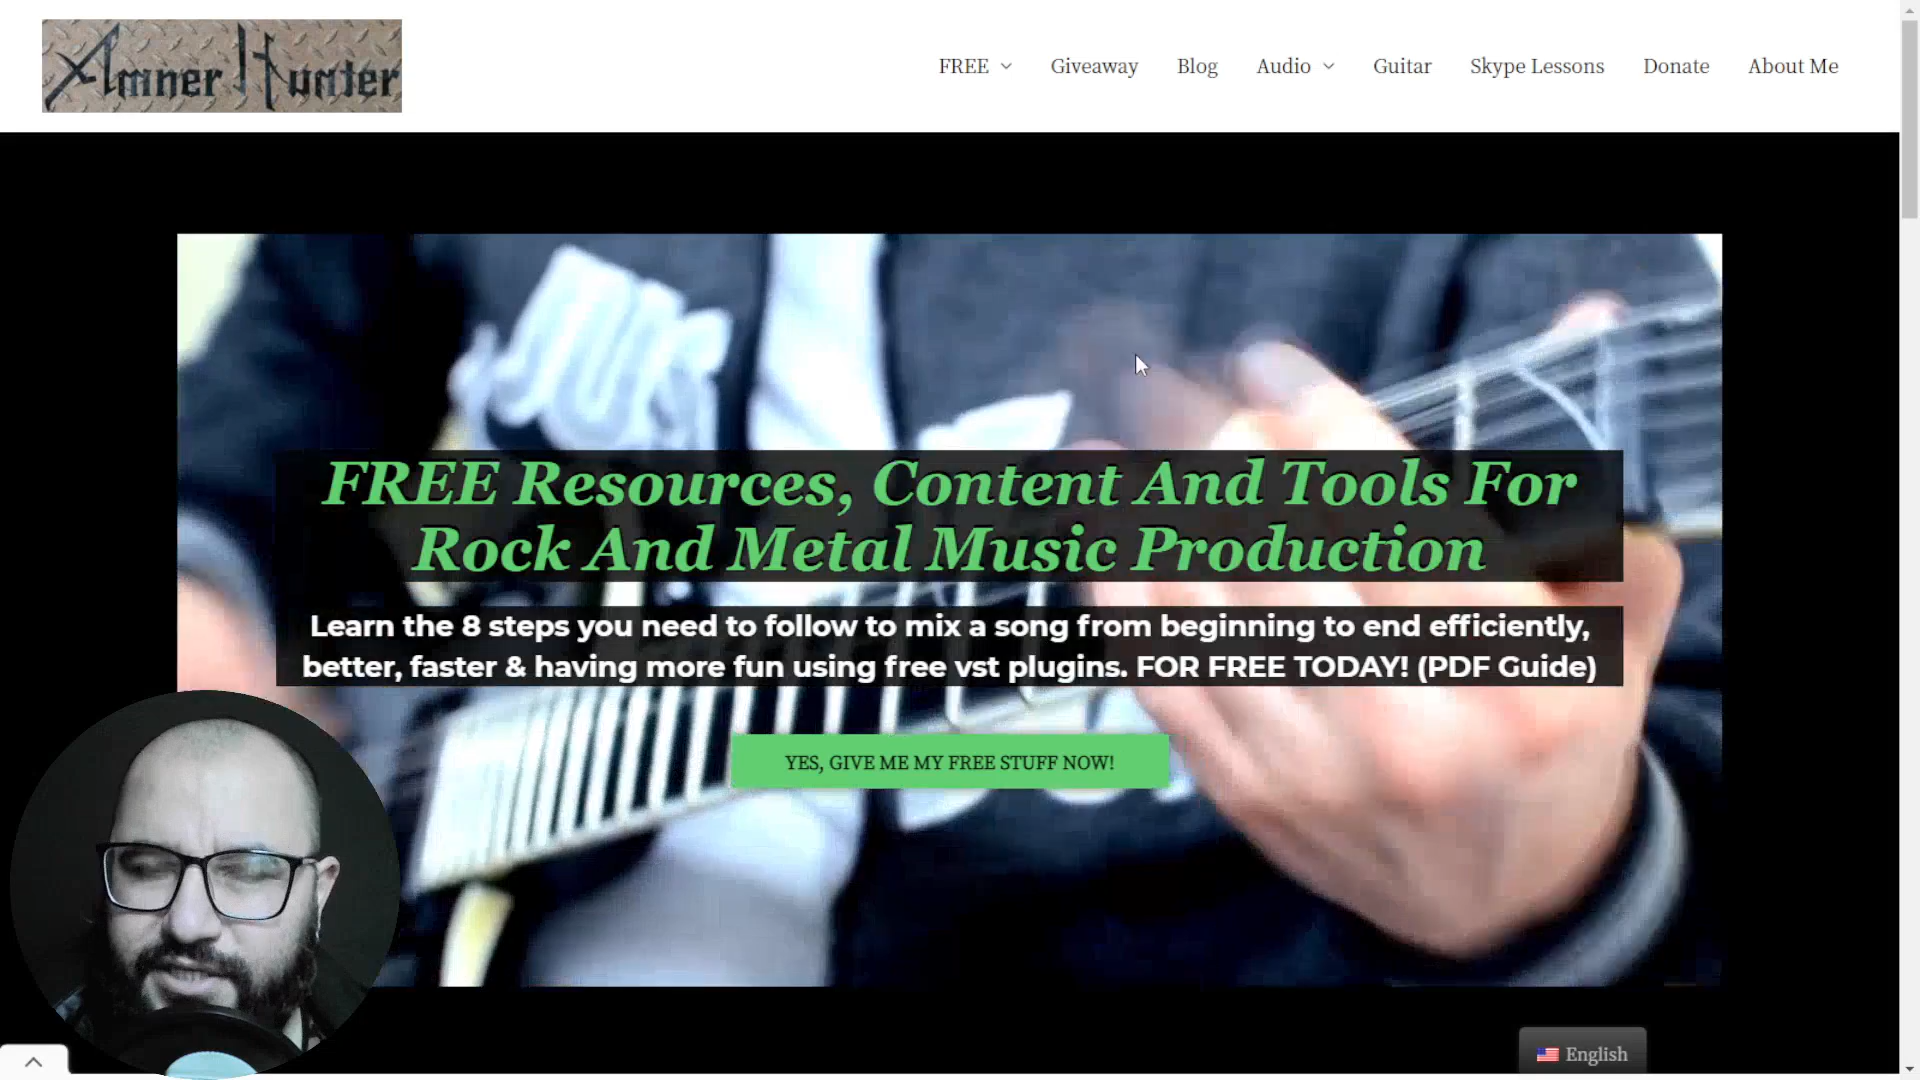 Amner Hunter
FREE
Giveaway
Blog
Audio
Guitar
Skype Lessons
Donate
About Me
FREE Resources, Content And Tools For
Rock And Metal Music Production
Learn the 8 steps you need to follow to mix a song from beginning to end efficiently,
better, faster & having more fun using free vst plugins. FOR FREE TODAY! (PDF Guide)
YES, GIVE ME MY FREE STUFF NOW!
English